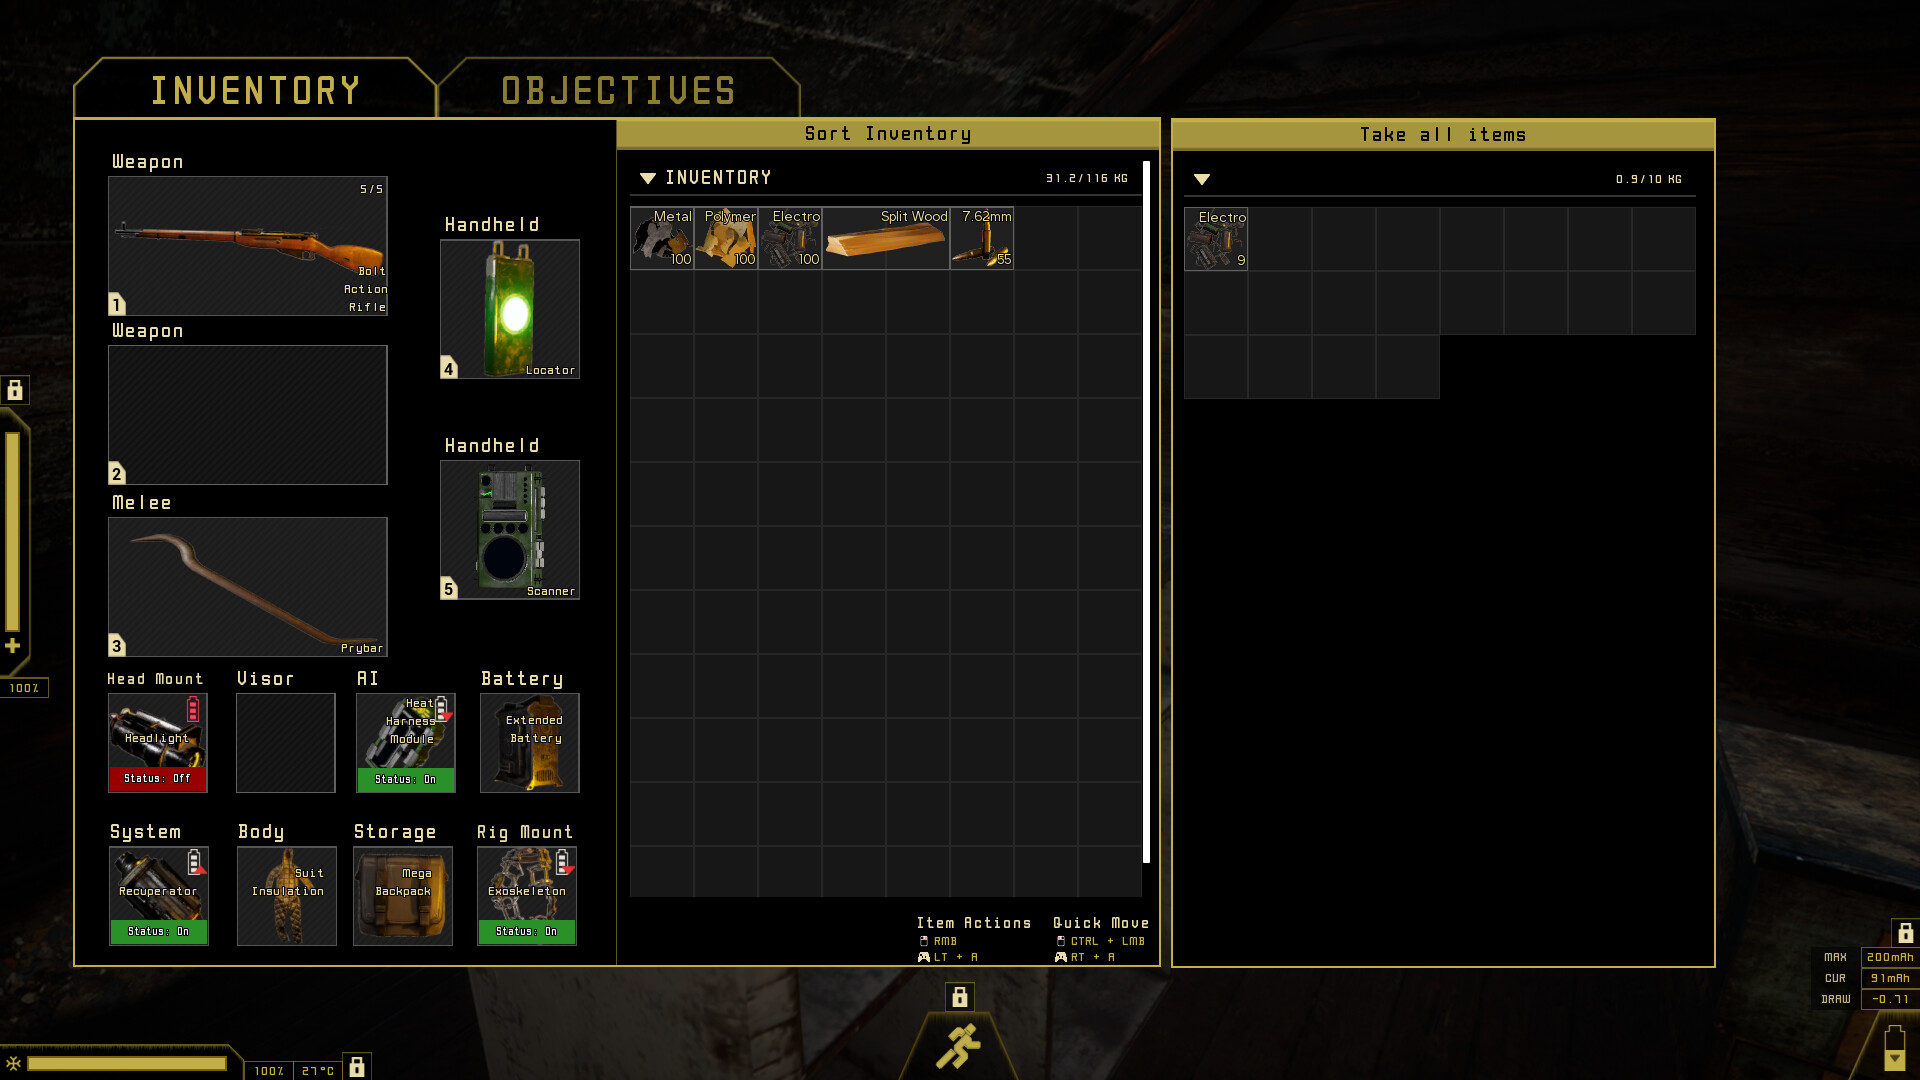 INVENTORY
OBJECTIVES
Sort Inventory
Take all items
Weapon
5/5
Bolt
Action
Rifle
1
Weapon
2
Melee
Prybar
3
Handheld
Locator
4
Handheld
Scanner
5
Head Mount
Headlight
Status: Off
Visor
AI
Heat
Harness
Module
Status: On
Battery
Extended
Battery
System
Recuperator
Status: On
Body
Suit
Insulation
Storage
Mega
Backpack
Rig Mount
Exoskeleton
Status: On
INVENTORY
31.2/116 KG
Metal
100
Polymer
100
Electro
100
Split Wood
7.62mm
55
Item Actions
RMB
LT + A
Quick Move
CTRL + LMB
RT + A
0.9/10 KG
Electro
9
100%
100%
27°C
MAX
200mAh
CUR
91mAh
DRAW
-0.71